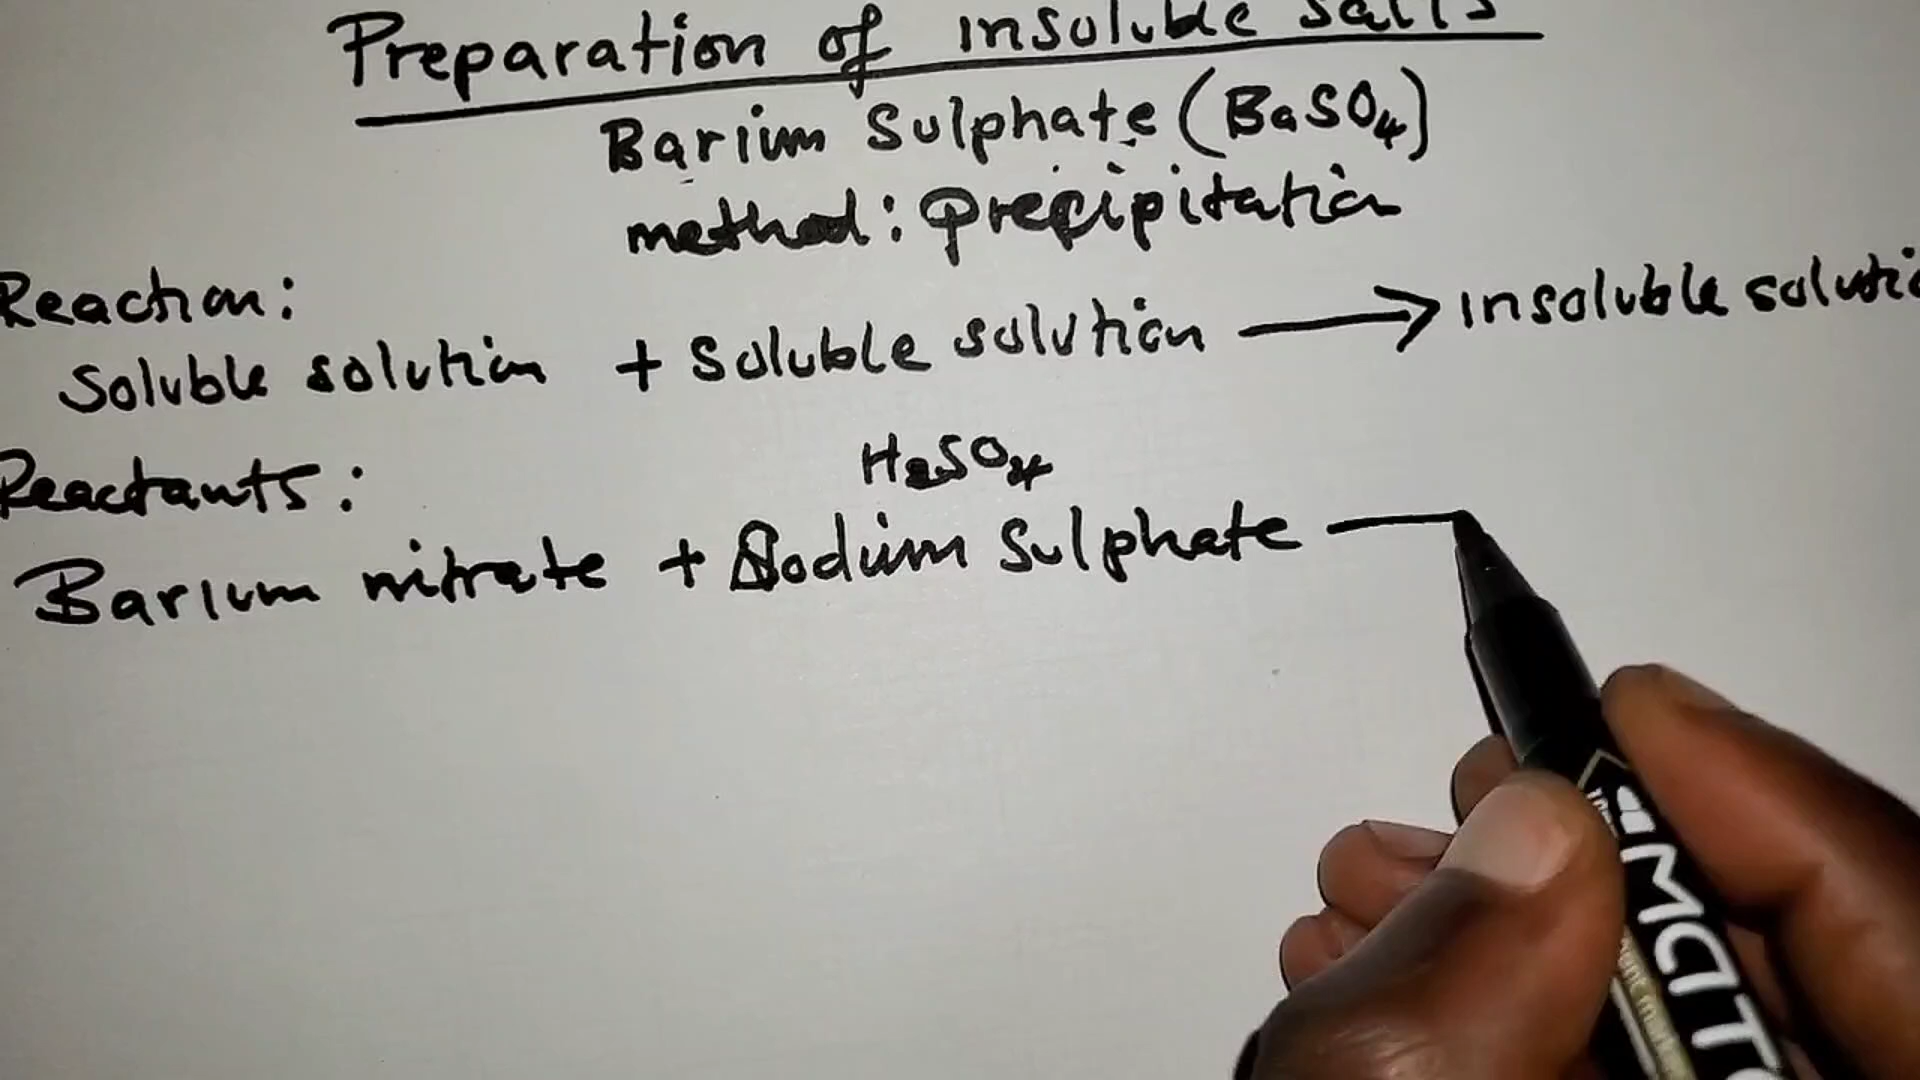 Preparation of insoluble salts
Barium Sulphate (BaSO4)
method: precipitation
Reaction:
Soluble solution + Soluble solution → insoluble solutio
H2SO4
Reactants:
Barium nitrate + Sodium Sulphate —